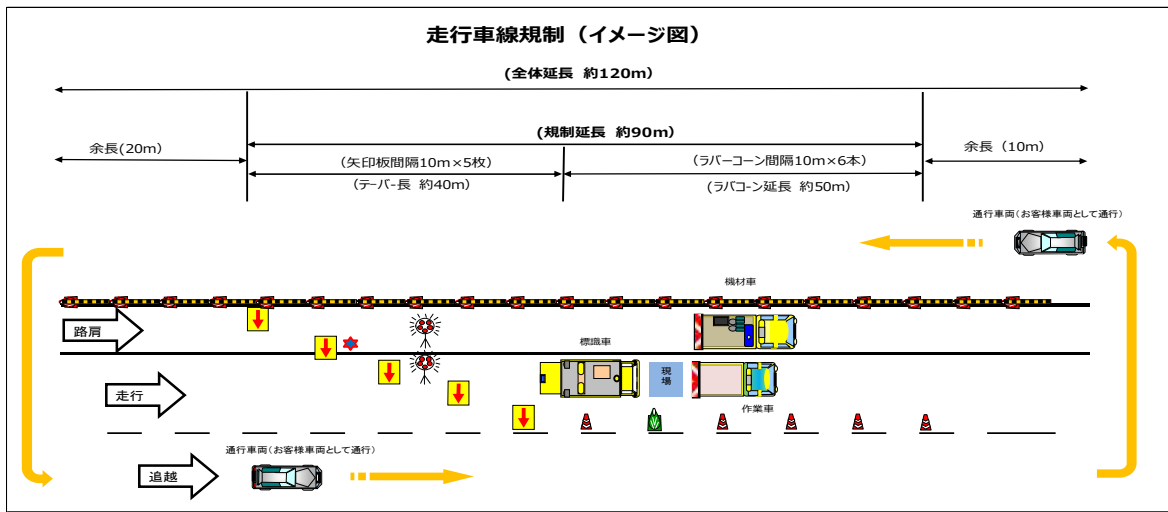 走行車線規制（イメージ図）
(全体延長 約120m)
(規制延長 約90m)
余長(20m)
（矢印板間隔10m×5枚）
（ラバーコーン間隔10m×6本）
余長（10m）
（テーパー長 約40m）
（ラバコーン延長 約50m）
通行車両（お客様車両として通行）
機材車
路肩
標識車
現
場
走行
作業車
通行車両（お客様車両として通行）
追越